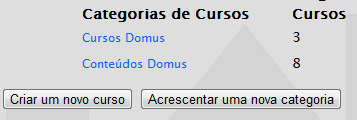 Categorias de Cursos Cursos
Cursos Domus 3
Conteúdos Domus 8
Criar um novo curso Acrescentar uma nova categoria